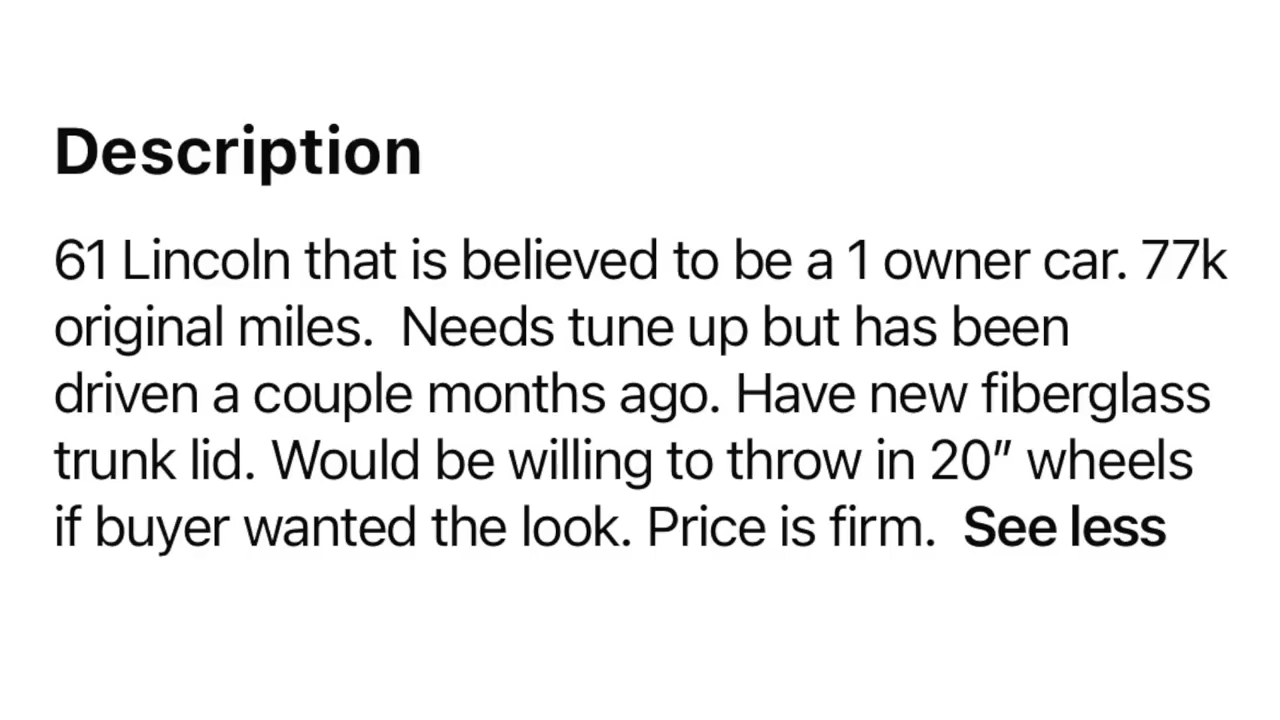 Description
61 Lincoln that is believed to be a 1 owner car. 77k
original miles.  Needs tune up but has been
driven a couple months ago. Have new fiberglass
trunk lid. Would be willing to throw in 20” wheels
if buyer wanted the look. Price is firm.  See less